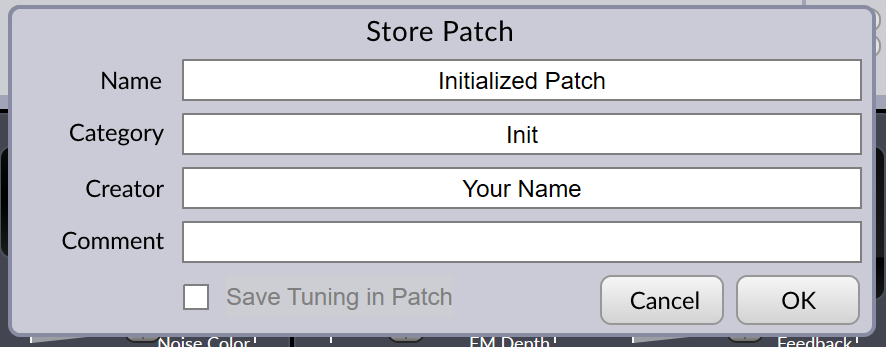 Store Patch
Name Initialized Patch
Category Init
Creator Your Name
Comment
Save Tuning in Patch Cancel OK
Noise Color FM Depth Feedback